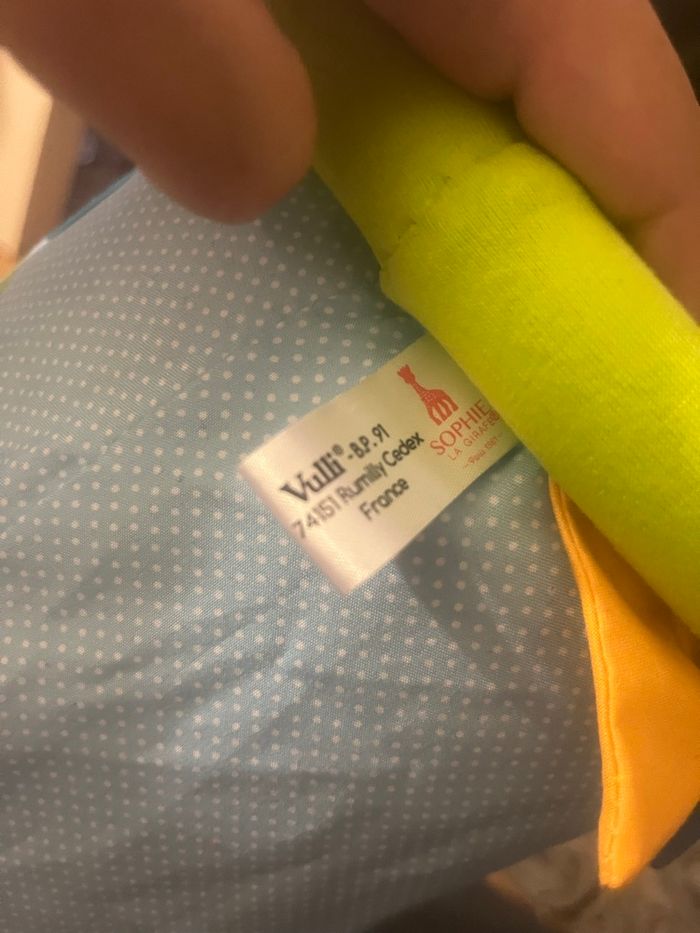 Vulli® - B.P. 91
74151 Rumilly Cedex
France
SOPHIE
LA GIRAFE